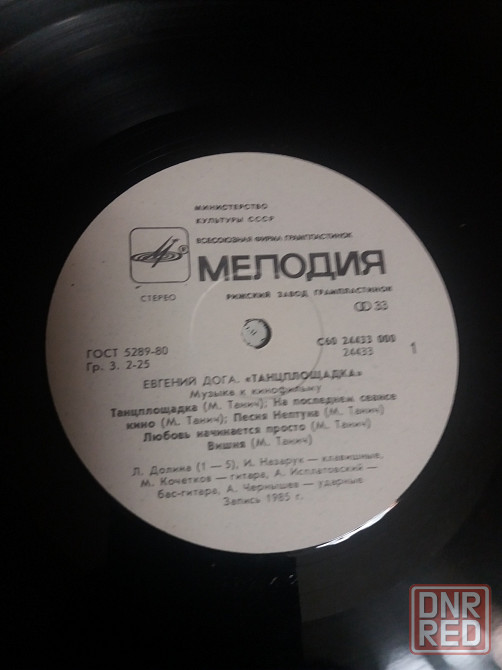 МИНИСТЕРСТВО
КУЛЬТУРЫ СССР
ВСЕСОЮЗНАЯ ФИРМА ГРАМПЛАСТИНОК
МЕЛОДИЯ
СТЕРЕО
РИЖСКИЙ ЗАВОД ГРАМПЛАСТИНОК
33
ГОСТ 5289-80
Гр. 3. 2-25
С60 24433 000
24433
1
ЕВГЕНИЙ ДОГА. «ТАНЦПЛОЩАДКА»
Музыка к кинофильму
Танцплощадка (М. Танич); На последнем сеансе
кино (М. Танич); Песня Нептуна (М. Танич)
Любовь начинается просто (М. Танич)
Вишня (М. Танич)
Л. Долина (1 — 5), И. Назарук — клавишные,
М. Кочетков — гитара, А. Исплатовский —
бас-гитара, А. Чернышев — ударные
Запись 1985 г.
DNR
RED